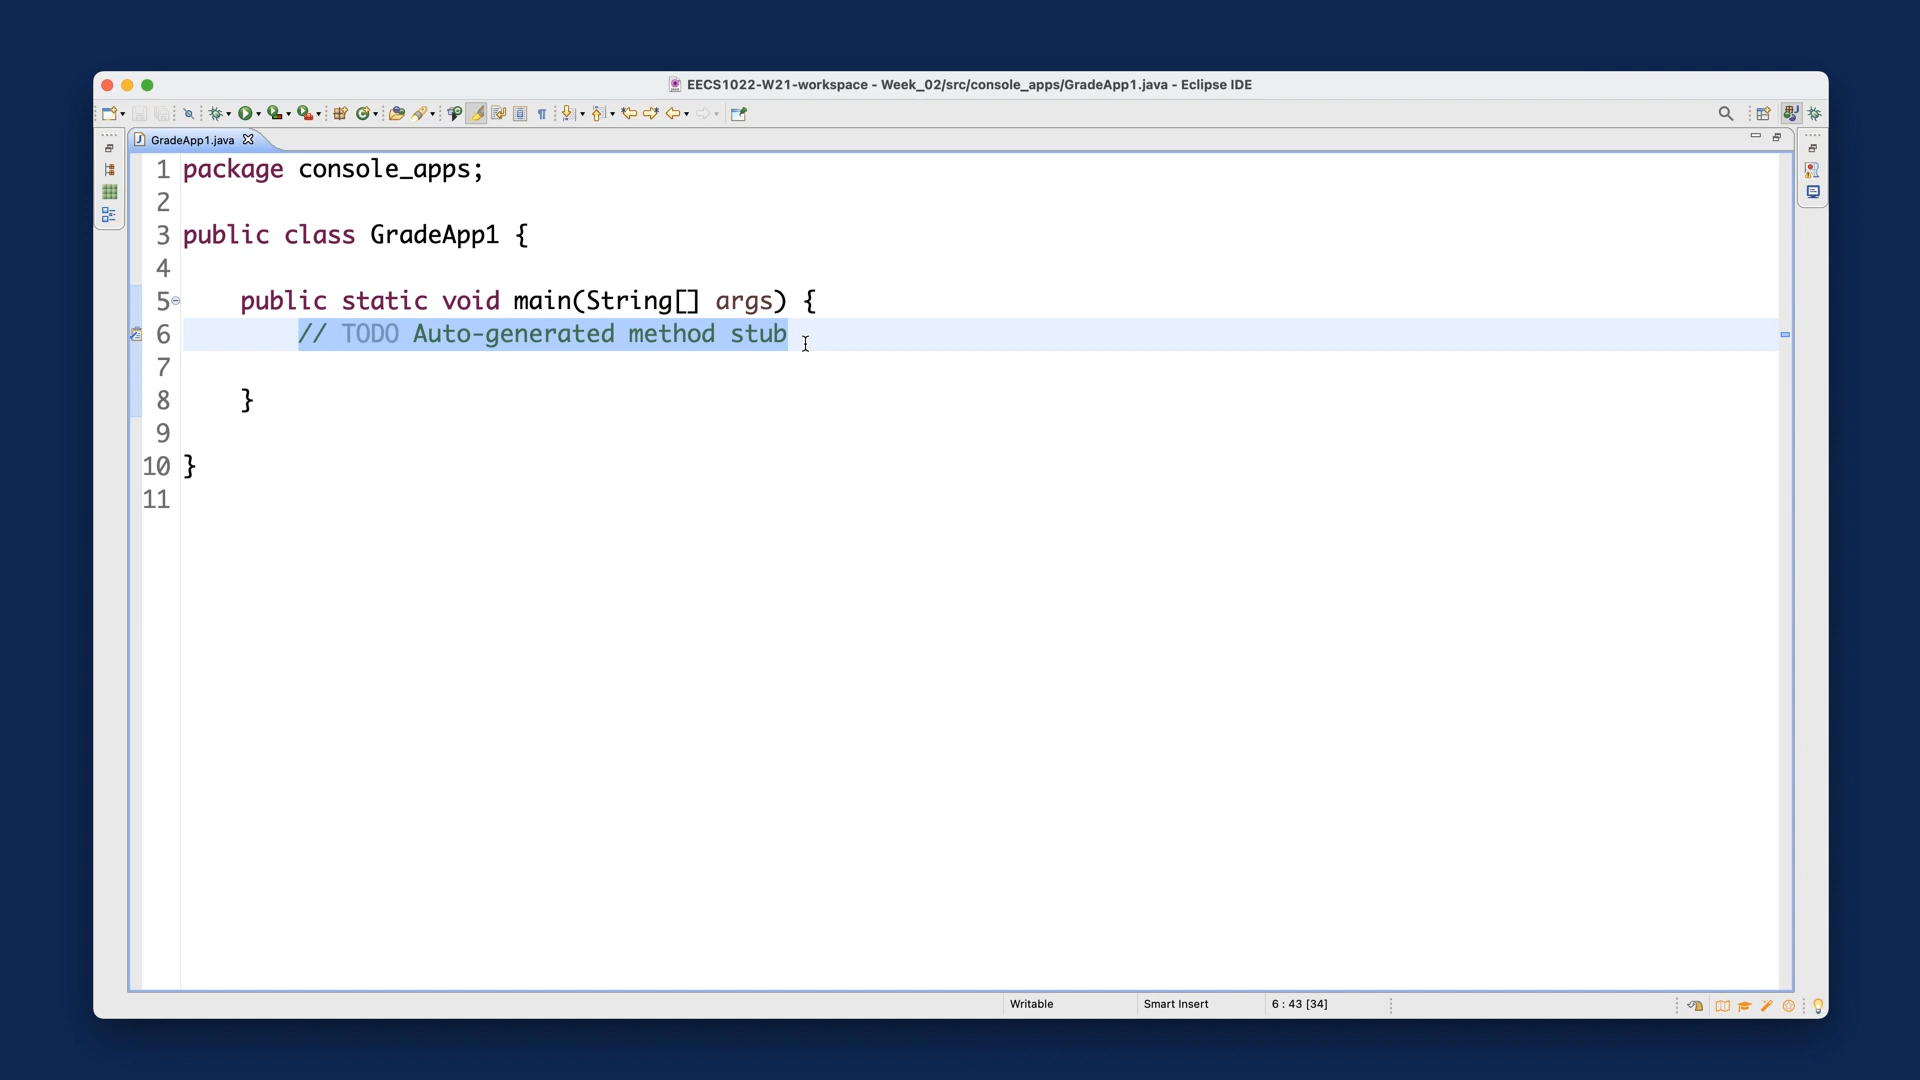 EECS1022-W21-workspace - Week_02/src/console_apps/GradeApp1.java - Eclipse IDE
GradeApp1.java
1 package console_apps;
2
3 public class GradeApp1 {
4
5 public static void main(String[] args) {
6 // TODO Auto-generated method stub
7
8 }
9
10 }
11
Writable Smart Insert 6 : 43 [34]